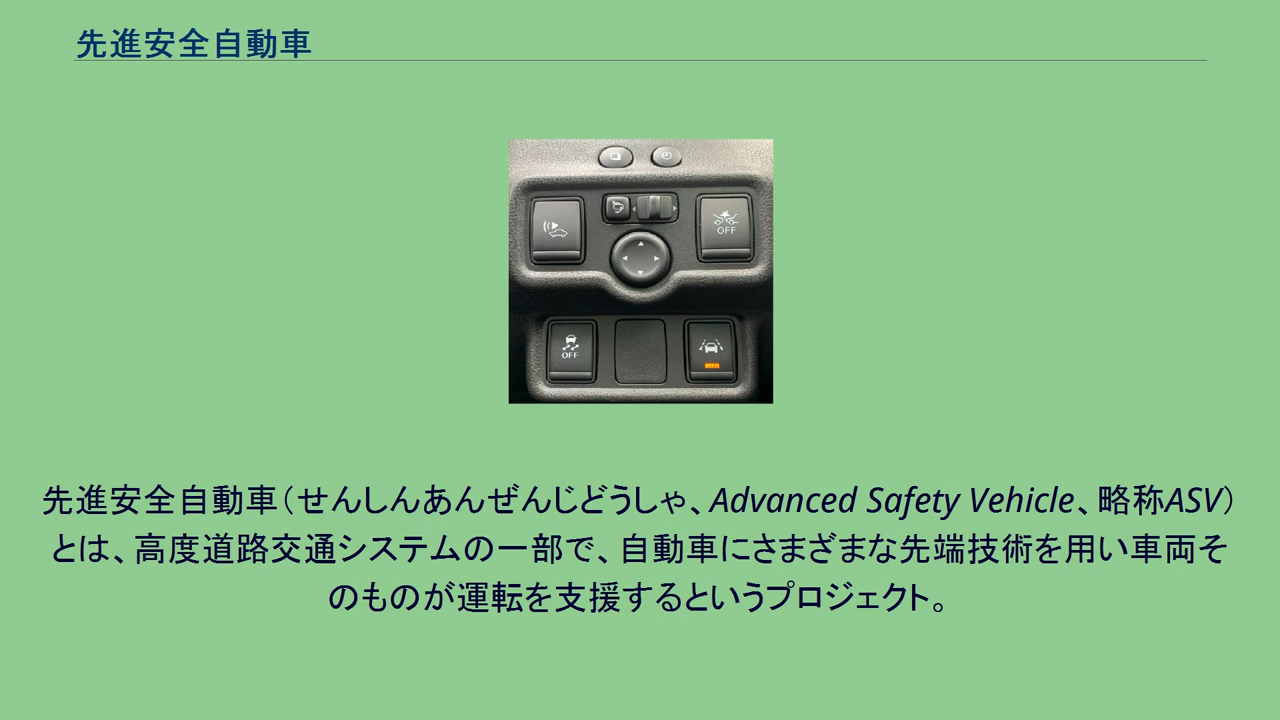 先進安全自動車
OFF
OFF
先進安全自動車（せんしんあんぜんじどうしゃ、Advanced Safety Vehicle、略称ASV）
とは、高度道路交通システムの一部で、自動車にさまざまな先端技術を用い車両そ
のものが運転を支援するというプロジェクト。